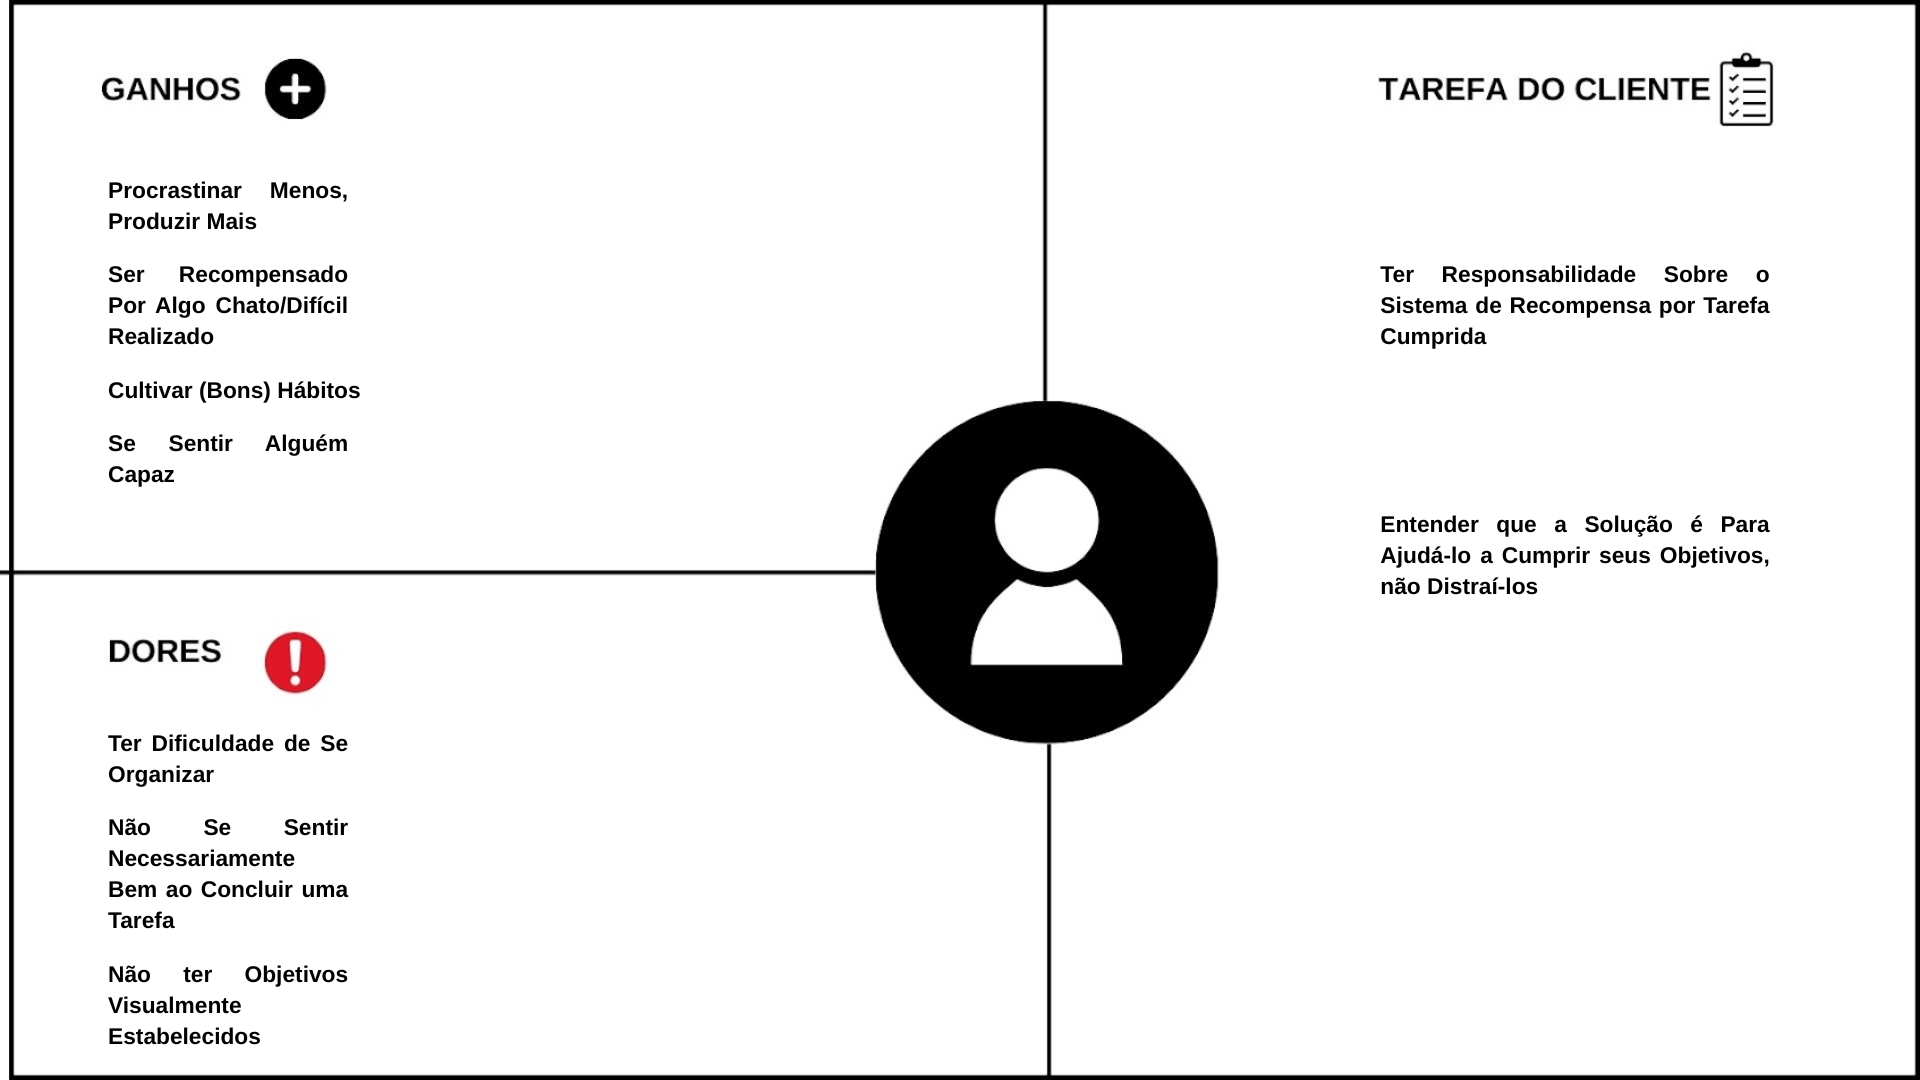 GANHOS
Procrastinar Menos,
Produzir Mais
Ser Recompensado
Por Algo Chato/Difícil
Realizado
Cultivar (Bons) Hábitos
Se Sentir Alguém
Capaz
DORES
Ter Dificuldade de Se
Organizar
Não Se Sentir
Necessariamente
Bem ao Concluir uma
Tarefa
Não ter Objetivos
Visualmente
Estabelecidos
TAREFA DO CLIENTE
Ter Responsabilidade Sobre o
Sistema de Recompensa por Tarefa
Cumprida
Entender que a Solução é Para
Ajudá-lo a Cumprir seus Objetivos,
não Distraí-los